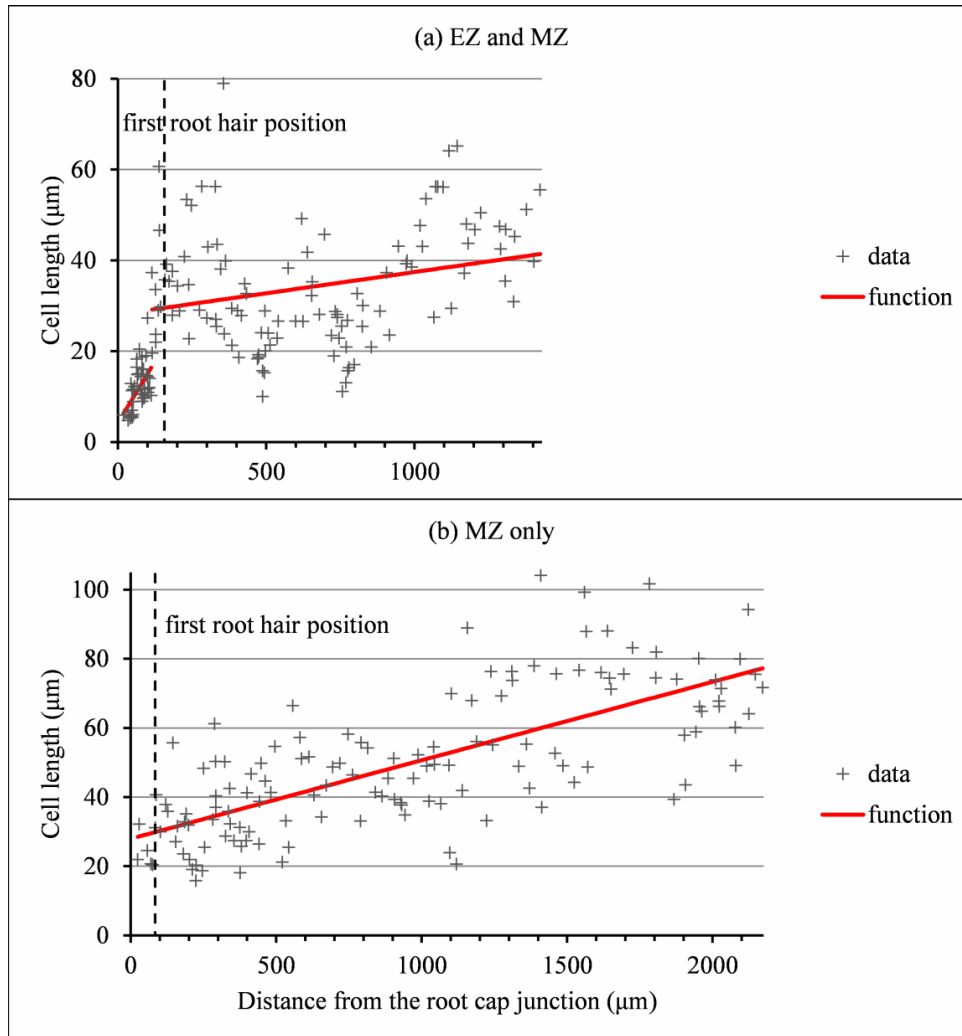 (a) EZ and MZ
80
60
40
20
0
Cell length (µm)
first root hair position
0 500 1000
data
function
(b) MZ only
100
80
60
40
20
0
Cell length (µm)
first root hair position
0 500 1000 1500 2000
Distance from the root cap junction (µm)
data
function